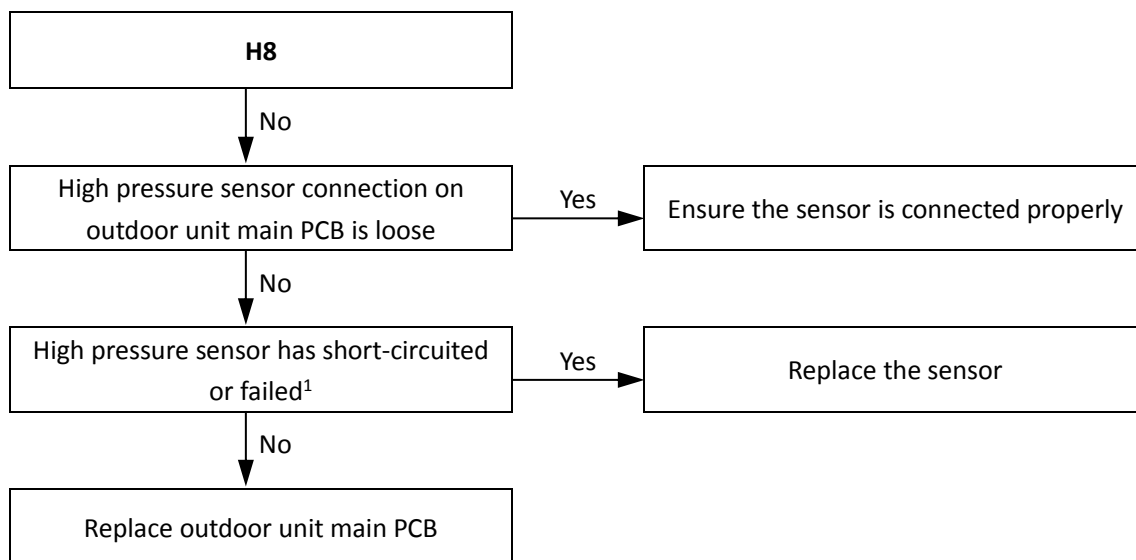 H8
No
High pressure sensor connection on
outdoor unit main PCB is loose
Yes
Ensure the sensor is connected properly
No
High pressure sensor has short-circuited
or failed¹
Yes
Replace the sensor
No
Replace outdoor unit main PCB